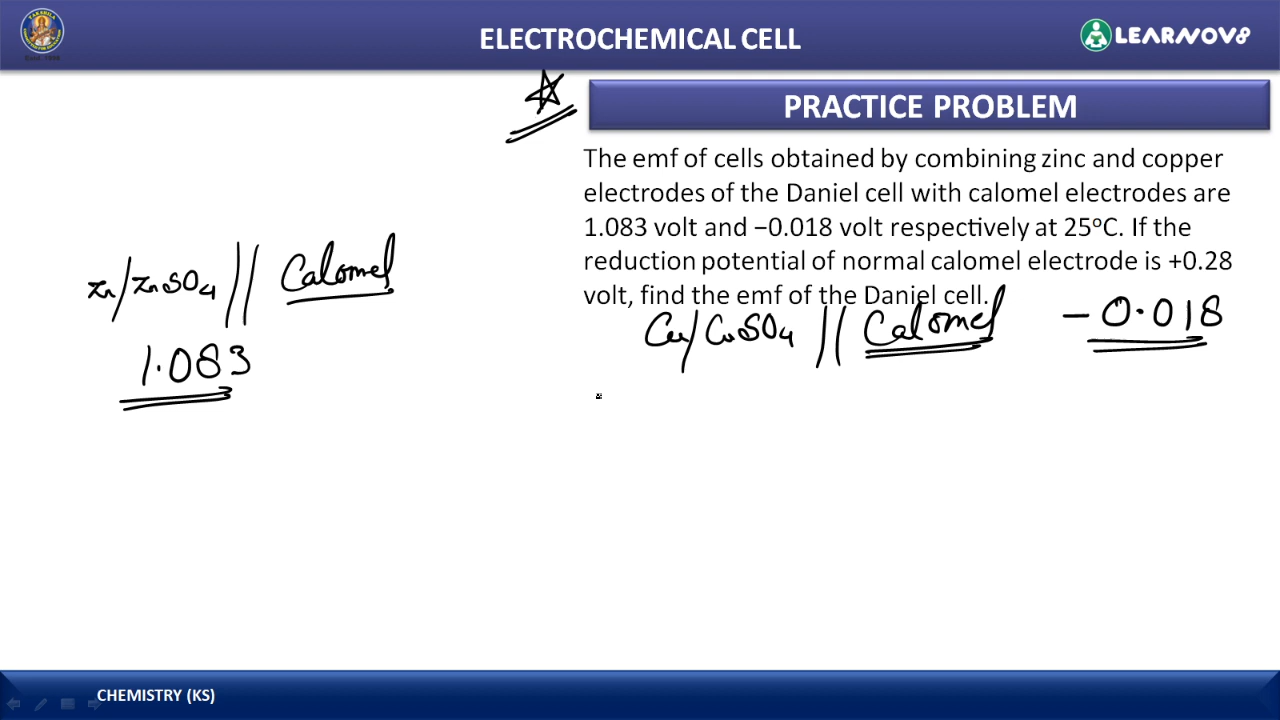 ELECTROCHEMICAL CELL
LEARNOV8
PRACTICE PROBLEM
The emf of cells obtained by combining zinc and copper
electrodes of the Daniel cell with calomel electrodes are
1.083 volt and −0.018 volt respectively at 25°C. If the
reduction potential of normal calomel electrode is +0.28
volt, find the emf of the Daniel cell.
Zn/ZnSO4 // Calomel
1.083
Cu/CuSO4 // Calomel −0.018
CHEMISTRY (KS)